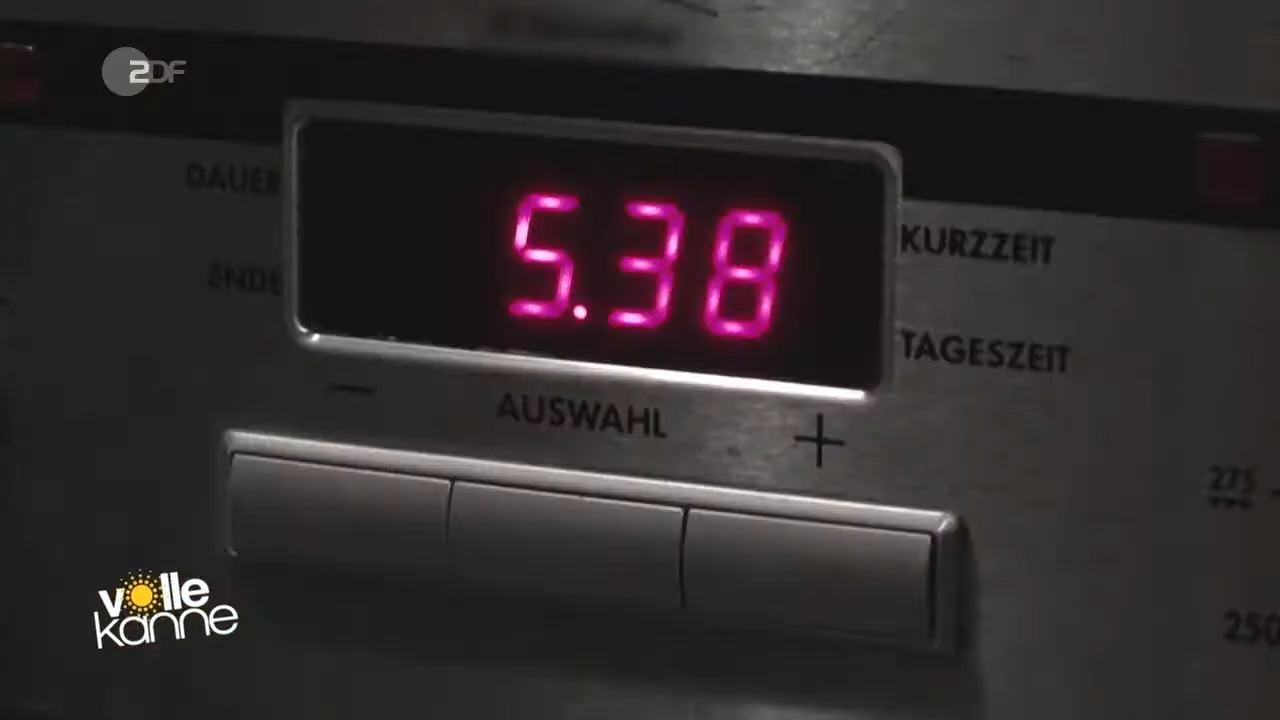 ZDF
DAUER
5.38
KURZZEIT
ENDE
TAGESZEIT
− AUSWAHL +
275
250
volle
kanne